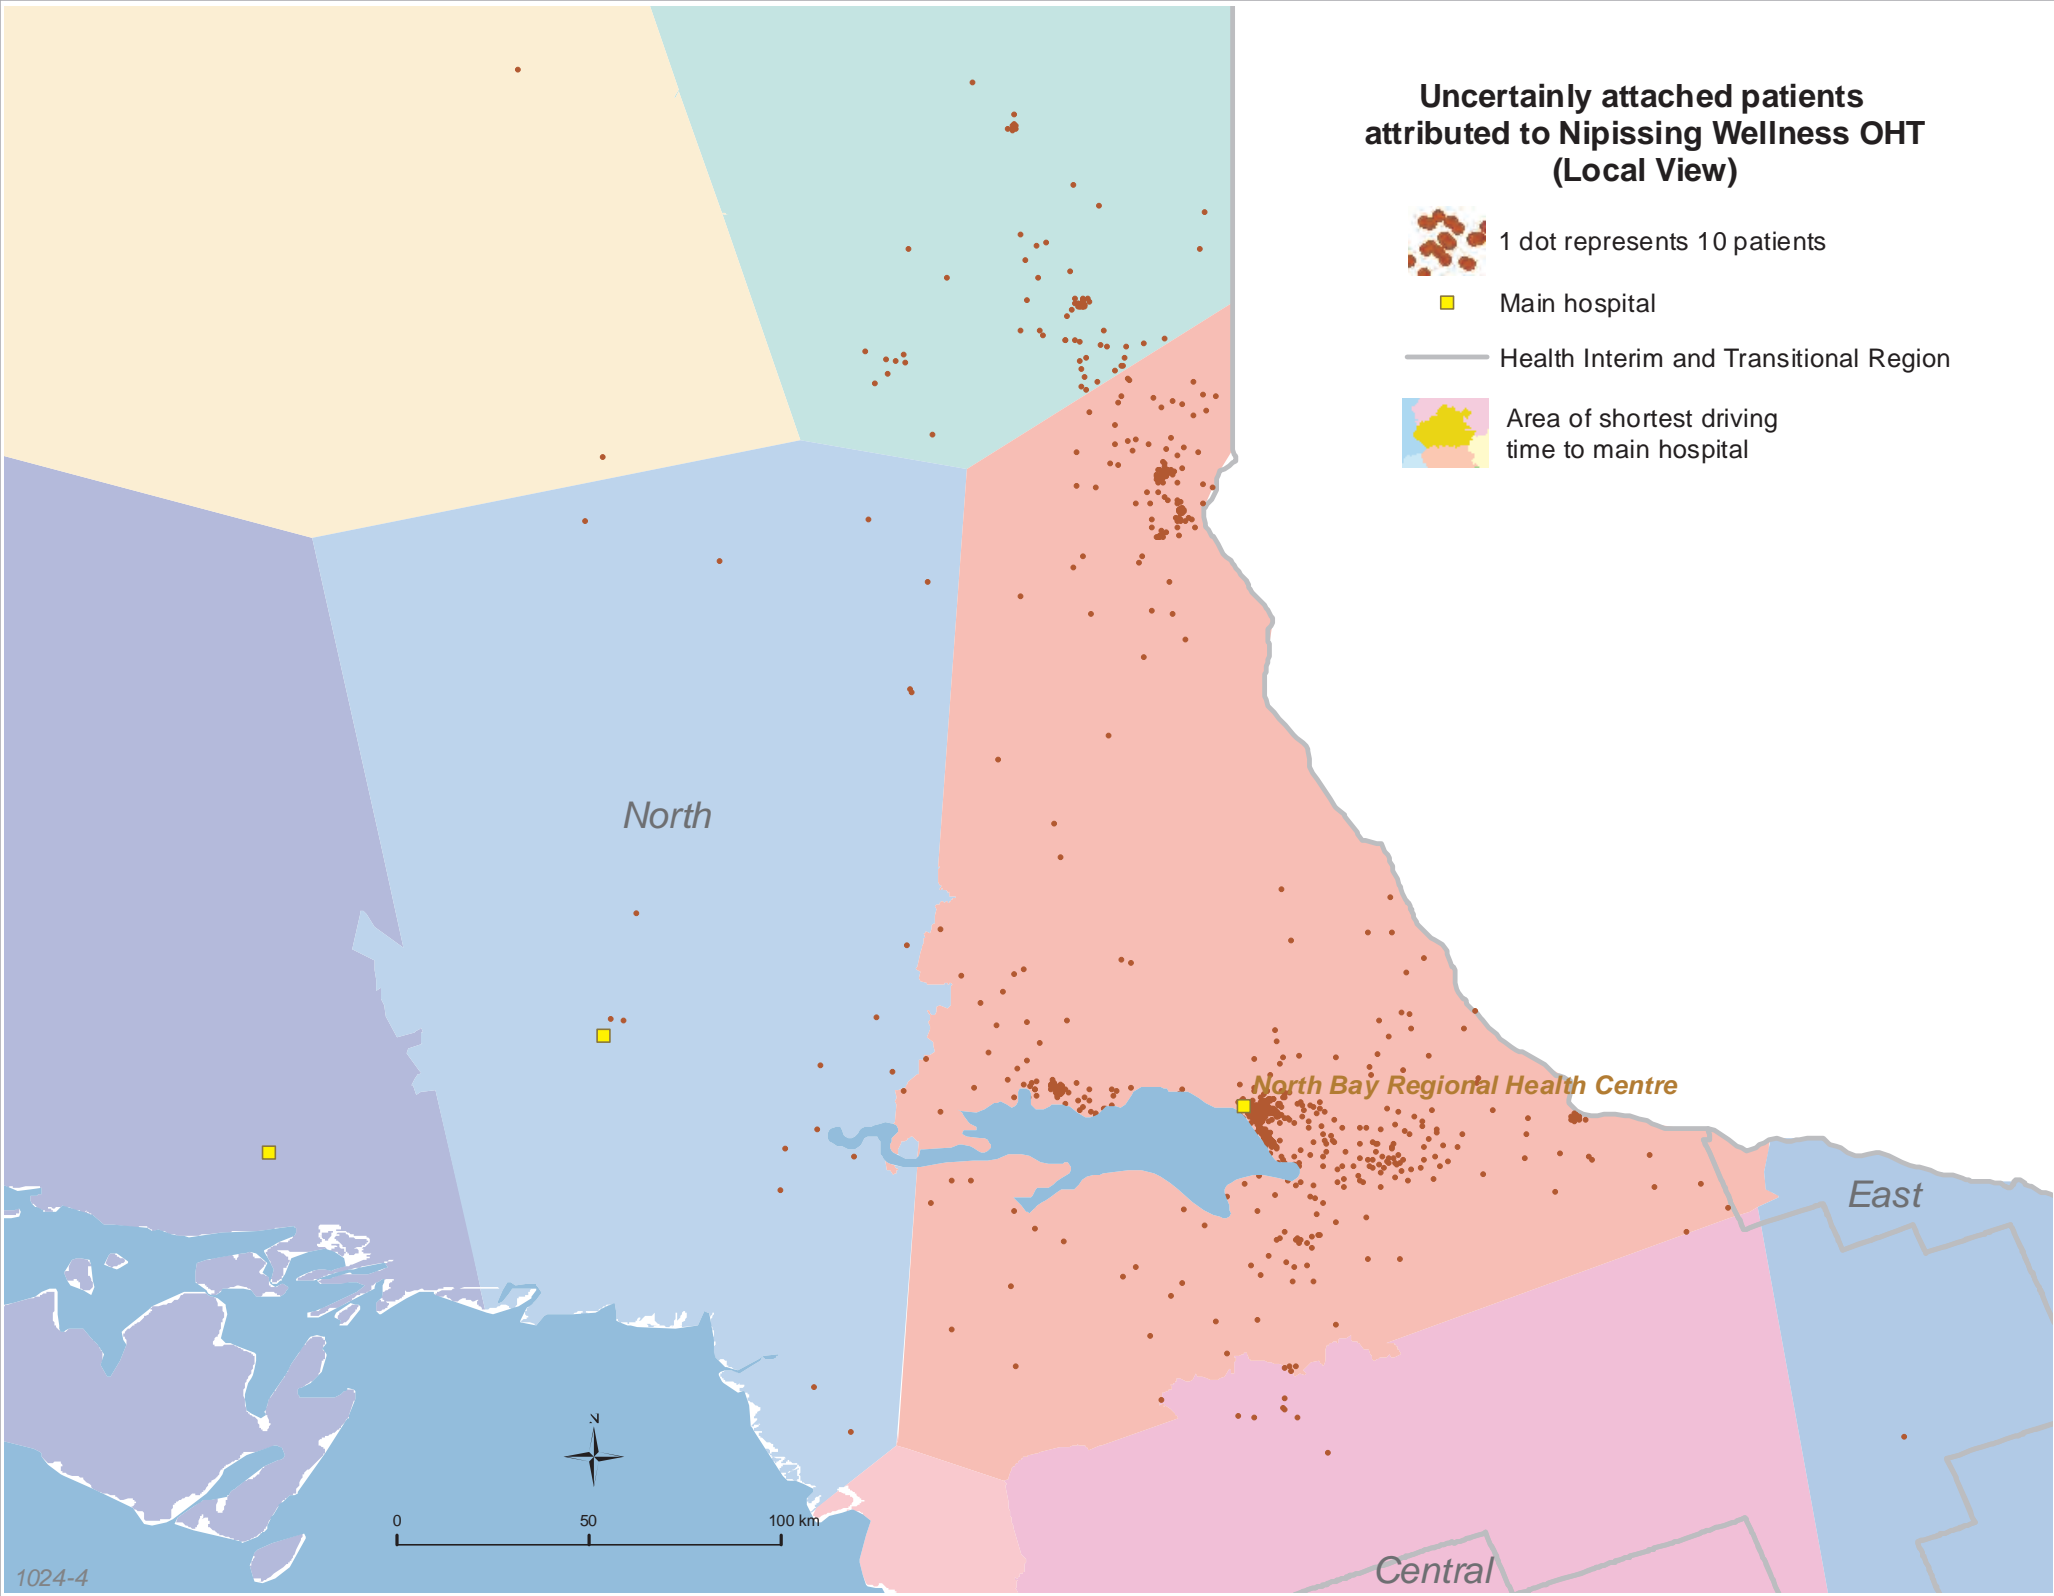 Uncertainly attached patients
attributed to Nipissing Wellness OHT
(Local View)
1 dot represents 10 patients
Main hospital
Health Interim and Transitional Region
Area of shortest driving
time to main hospital
North
North Bay Regional Health Centre
East
N
0 50 100 km
Central
1024-4